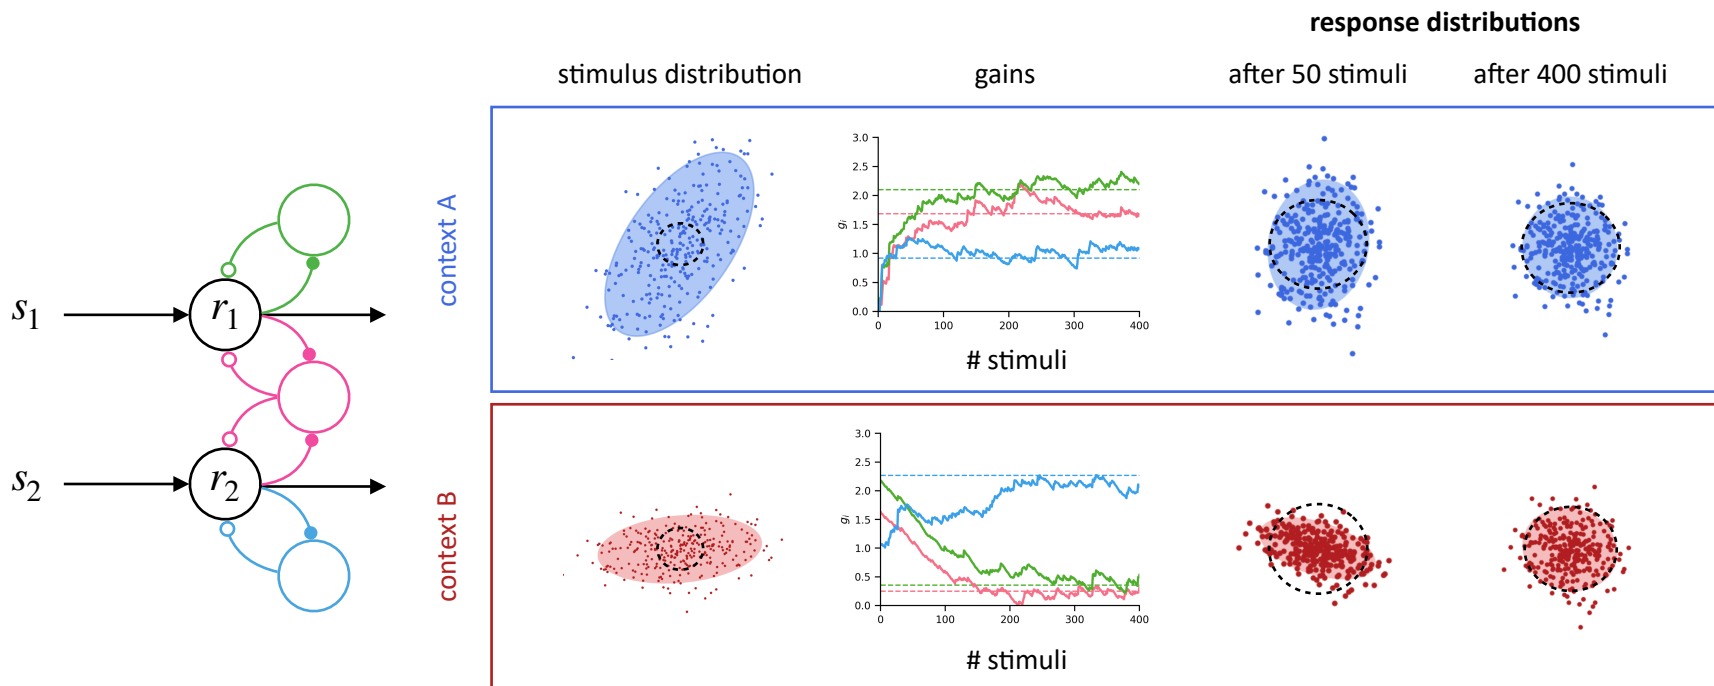 response distributions
stimulus distribution
gains
after 50 stimuli
after 400 stimuli
s1
r1
s2
r2
context A
3.0
2.5
2.0
1.5
1.0
0.5
0.0
gi
0
100
200
300
400
# stimuli
context B
3.0
2.5
2.0
1.5
1.0
0.5
0.0
gi
0
100
200
300
400
# stimuli